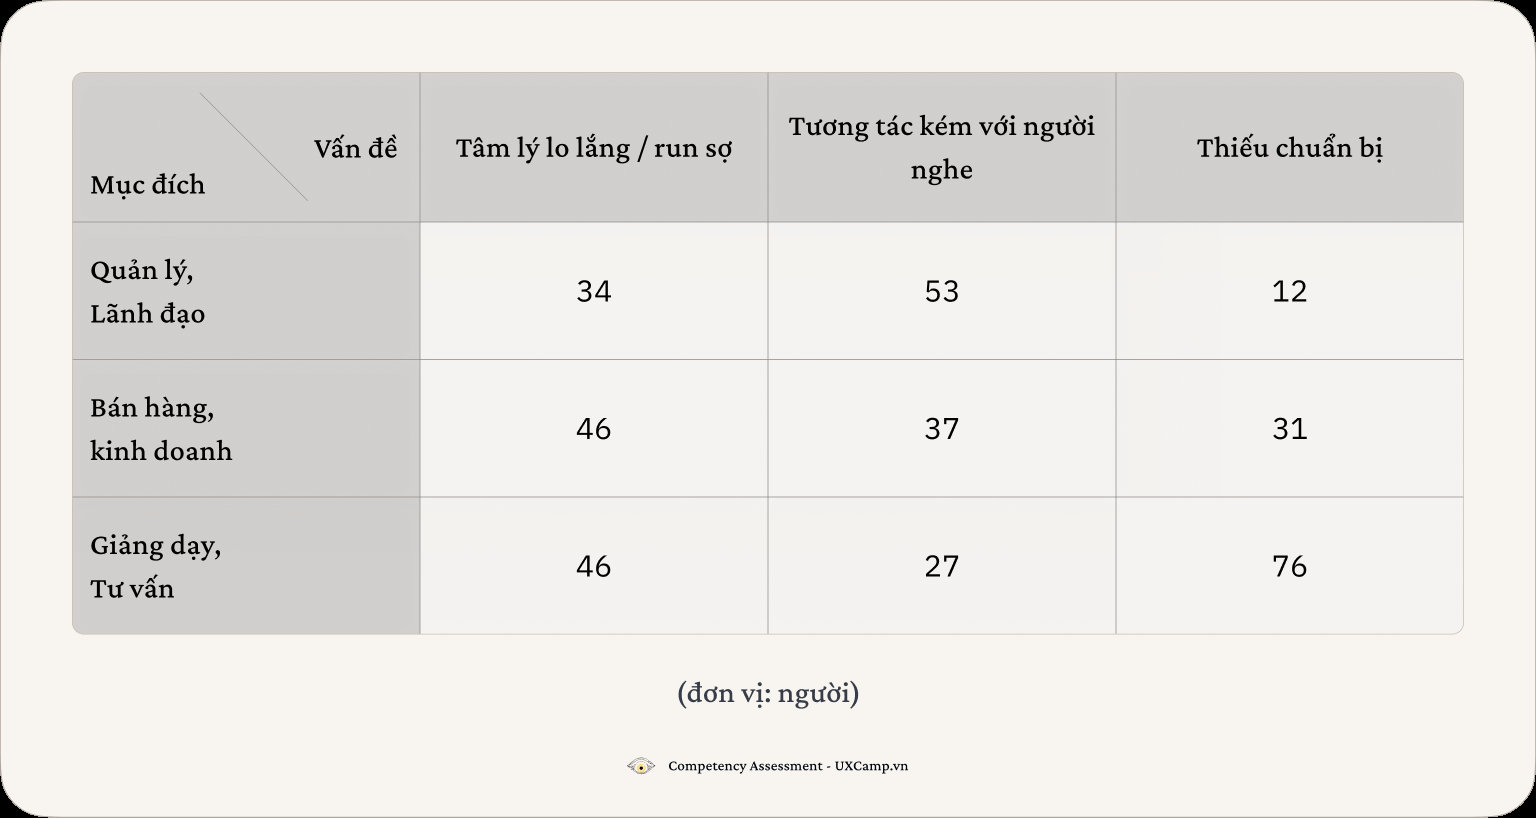 Vấn đề
Mục đích
Tâm lý lo lắng / run sợ
Tương tác kém với người
nghe
Thiếu chuẩn bị
Quản lý,
Lãnh đạo
34
53
12
Bán hàng,
kinh doanh
46
37
31
Giảng dạy,
Tư vấn
46
27
76
(đơn vị: người)
Competency Assessment - UXCamp.vn